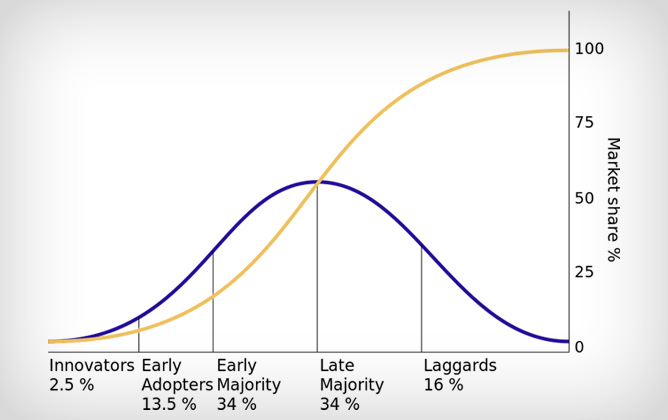 100
75
50
25
0
Market share %
Innovators
2.5 %
Early
Adopters
13.5 %
Early
Majority
34 %
Late
Majority
34 %
Laggards
16 %